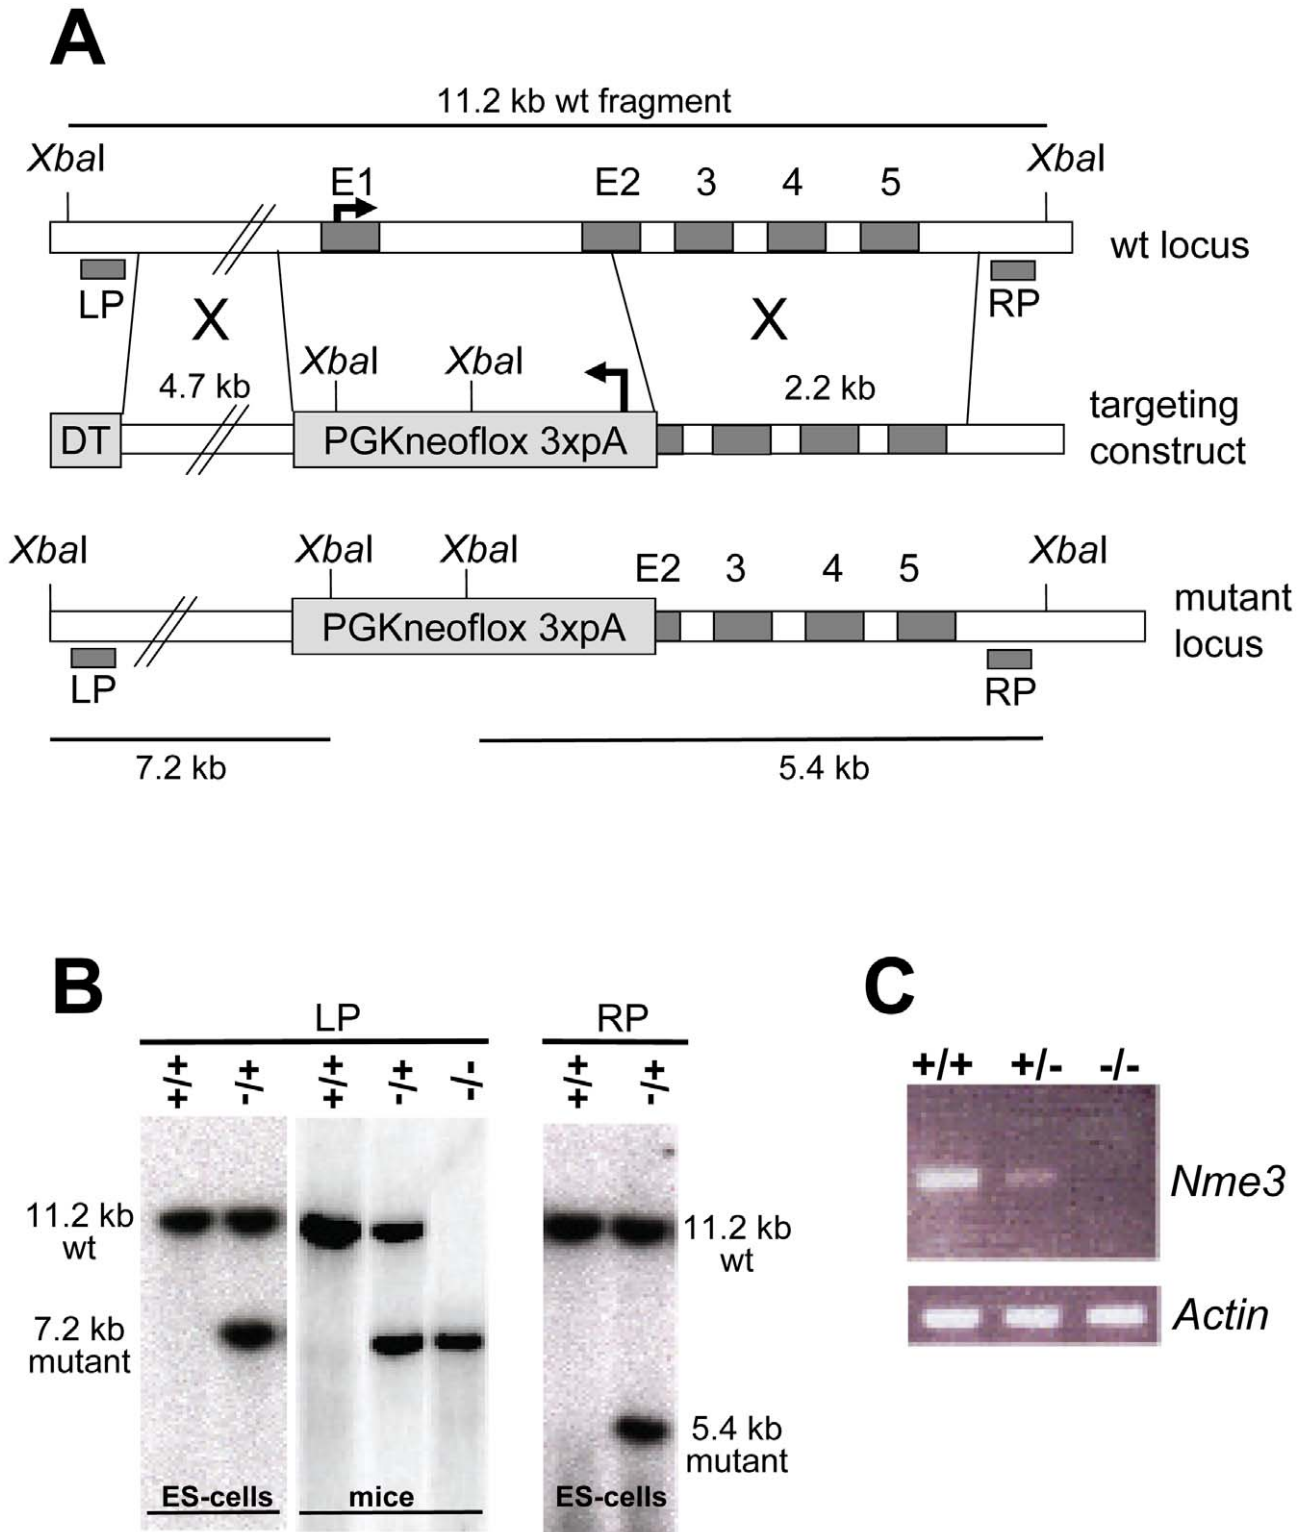 A
11.2 kb wt fragment
XbaI
XbaI
E1
E2
3
4
5
wt locus
LP
RP
X
X
XbaI
XbaI
4.7 kb
2.2 kb
targeting
construct
DT
PGKneoflox 3xpA
XbaI
XbaI
XbaI
E2
3
4
5
XbaI
mutant
locus
PGKneoflox 3xpA
LP
RP
7.2 kb
5.4 kb
B
LP
RP
+/+
-/+
+/+
-/+
-/-
+/+
-/+
11.2 kb
wt
11.2 kb
wt
7.2 kb
mutant
5.4 kb
mutant
ES-cells
mice
ES-cells
C
+/+
+/-
-/-
Nme3
Actin